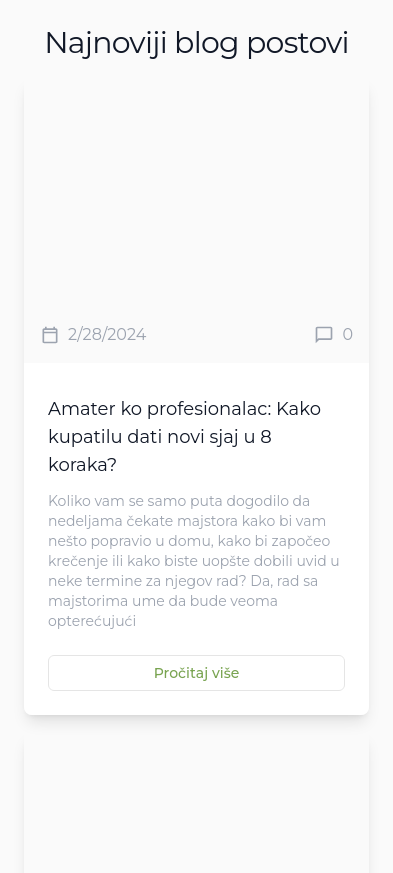 Najnoviji blog postovi
2/28/2024
0
Amater ko profesionalac: Kako
kupatilu dati novi sjaj u 8
koraka?
Koliko vam se samo puta dogodilo da
nedeljama čekate majstora kako bi vam
nešto popravio u domu, kako bi započeo
krečenje ili kako biste uopšte dobili uvid u
neke termine za njegov rad? Da, rad sa
majstorima ume da bude veoma
opterećujući
Pročitaj više